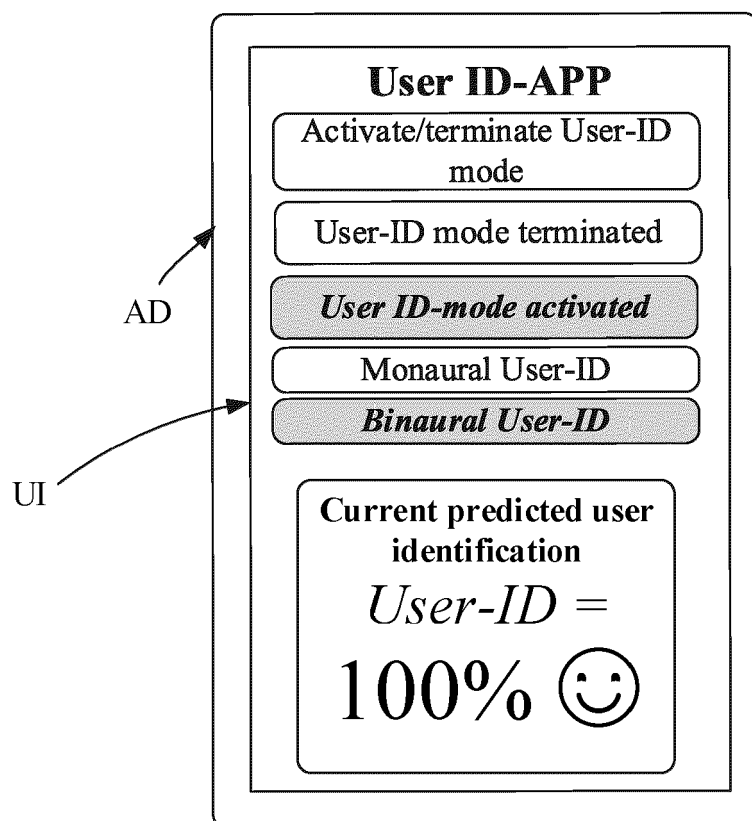 User ID-APP
Activate/terminate User-ID
mode
User-ID mode terminated
User ID-mode activated
AD
Monaural User-ID
Binaural User-ID
UI
Current predicted user
identification
User-ID =
100%